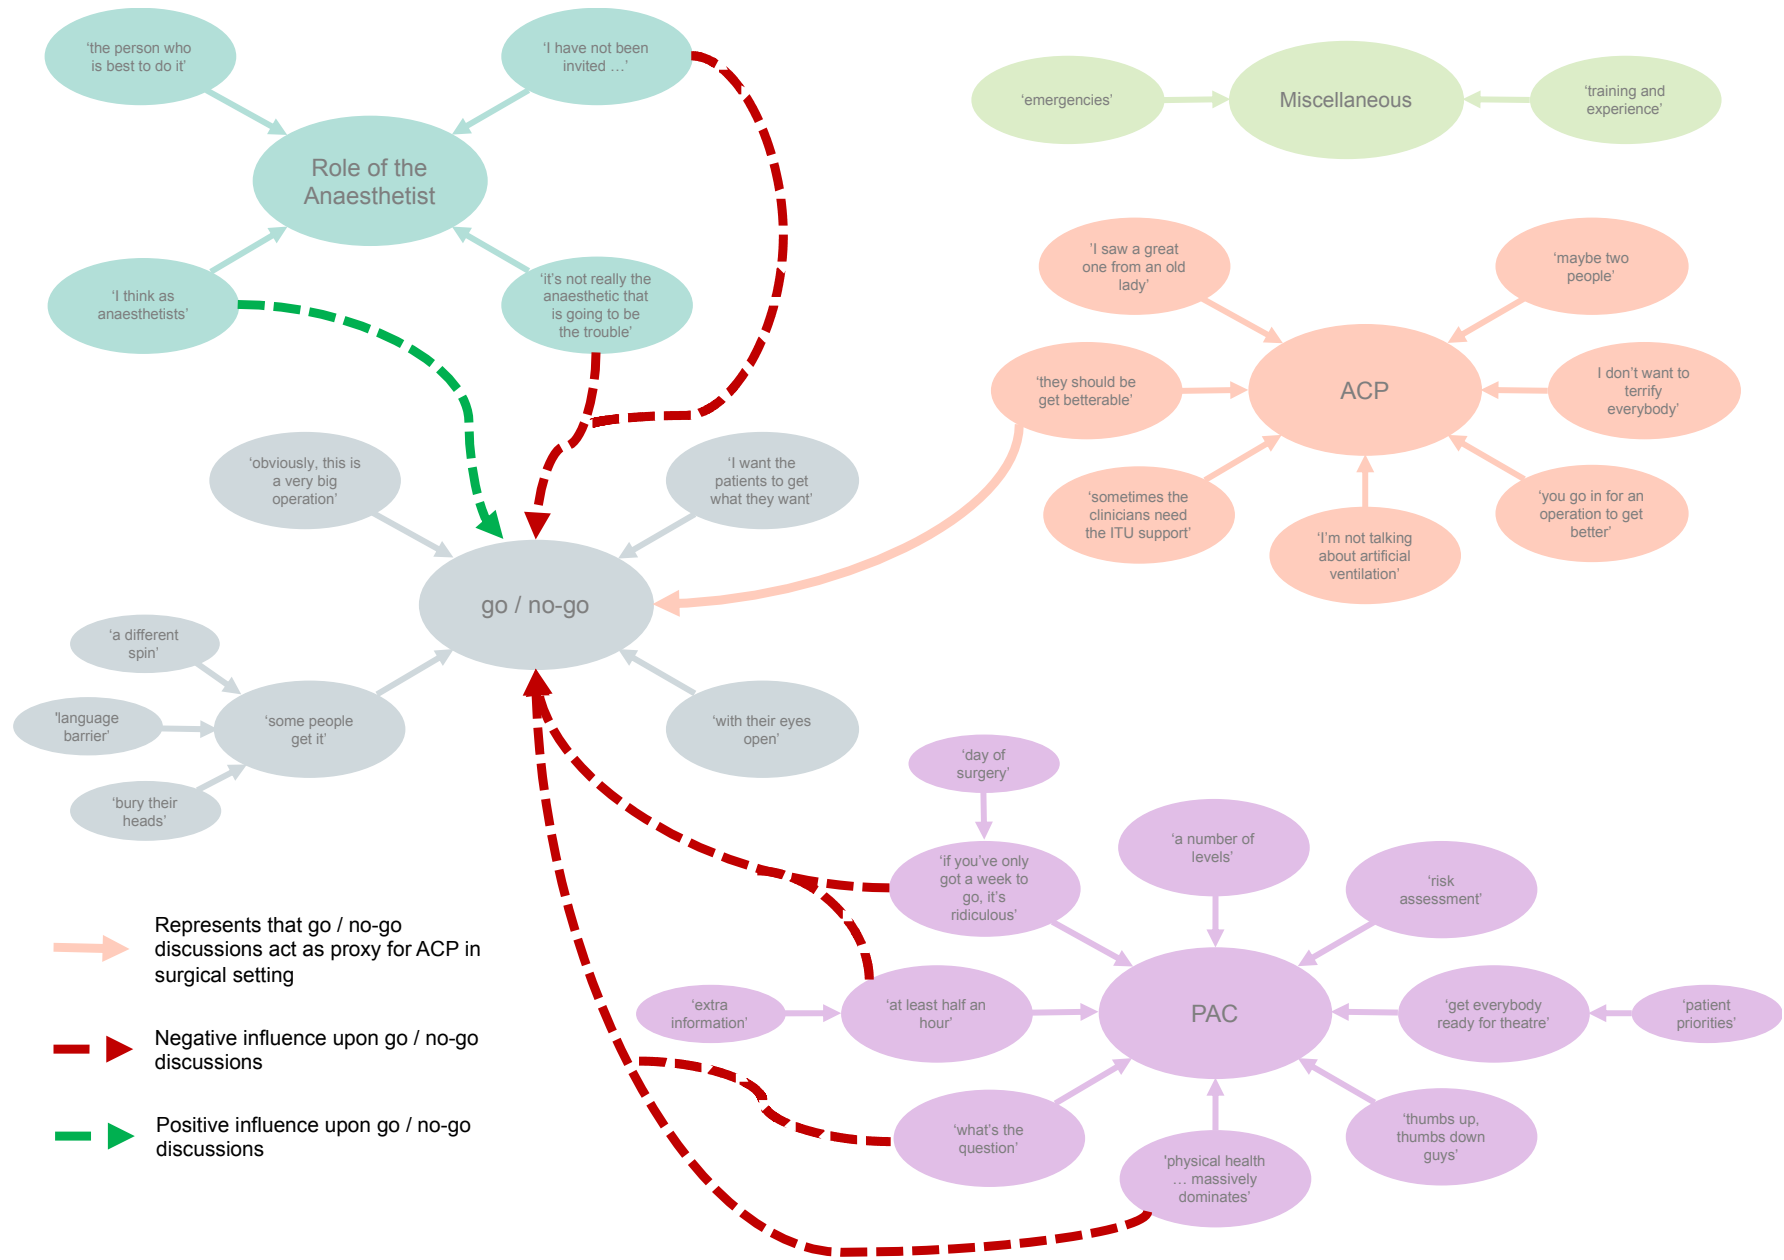 ‘the person who
is best to do it’
‘I have not been
invited …’
Role of the
Anaesthetist
‘I think as
anaesthetists’
‘it’s not really the
anaesthetic that
is going to be
the trouble’
‘emergencies’
Miscellaneous
‘training and
experience’
'I saw a great
one from an old
lady’
‘maybe two
people’
‘they should be
get betterable’
ACP
I don’t want to
terrify
everybody’
‘sometimes the
clinicians need
the ITU support’
‘I’m not talking
about artificial
ventilation’
‘you go in for an
operation to get
better’
‘obviously, this is
a very big
operation’
‘I want the
patients to get
what they want’
go / no-go
‘a different
spin’
'language
barrier’
‘bury their
heads’
‘some people
get it’
‘with their eyes
open’
‘day of
surgery’
‘if you’ve only
got a week to
go, it’s
ridiculous’
‘a number of
levels’
‘risk
assessment’
‘extra
information’
‘at least half an
hour’
PAC
‘get everybody
ready for theatre’
‘patient
priorities’
‘what’s the
question’
'physical health
… massively
dominates’
‘thumbs up,
thumbs down
guys’
Represents that go / no-go
discussions act as proxy for ACP in
surgical setting
Negative influence upon go / no-go
discussions
Positive influence upon go / no-go
discussions